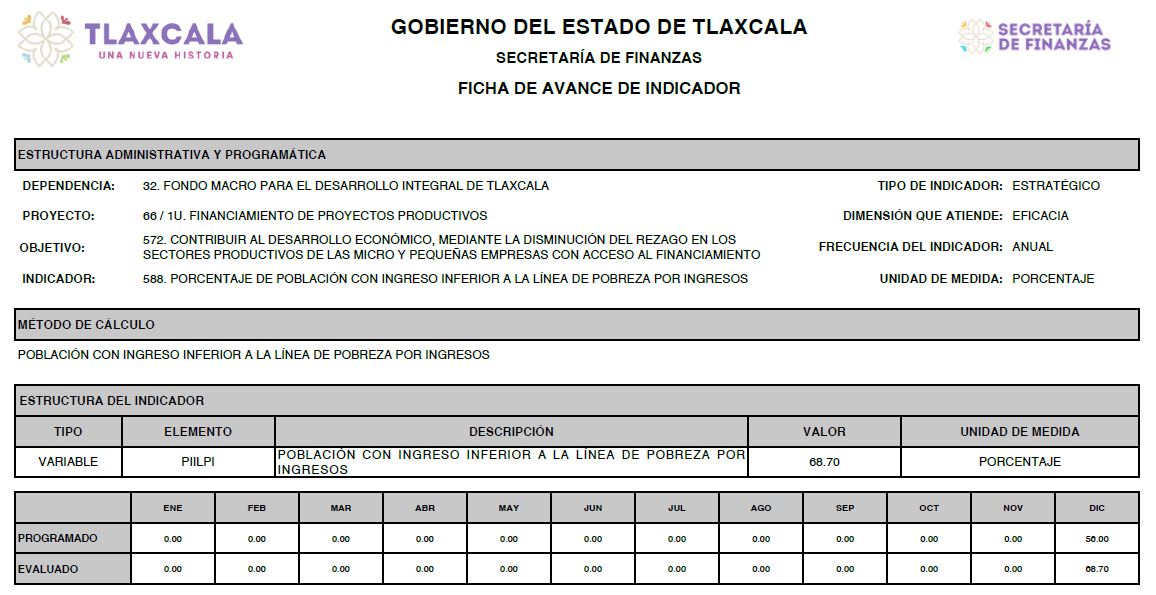 TLAXCALA
UNA NUEVA HISTORIA
GOBIERNO DEL ESTADO DE TLAXCALA
SECRETARÍA DE FINANZAS
FICHA DE AVANCE DE INDICADOR
SECRETARÍA
DE FINANZAS
ESTRUCTURA ADMINISTRATIVA Y PROGRAMÁTICA
DEPENDENCIA: 32. FONDO MACRO PARA EL DESARROLLO INTEGRAL DE TLAXCALA TIPO DE INDICADOR: ESTRATÉGICO
PROYECTO: 66 / 1U. FINANCIAMIENTO DE PROYECTOS PRODUCTIVOS DIMENSIÓN QUE ATIENDE: EFICACIA
OBJETIVO: 572. CONTRIBUIR AL DESARROLLO ECONÓMICO, MEDIANTE LA DISMINUCIÓN DEL REZAGO EN LOS
SECTORES PRODUCTIVOS DE LAS MICRO Y PEQUEÑAS EMPRESAS CON ACCESO AL FINANCIAMIENTO FRECUENCIA DEL INDICADOR: ANUAL
INDICADOR: 588. PORCENTAJE DE POBLACIÓN CON INGRESO INFERIOR A LA LÍNEA DE POBREZA POR INGRESOS UNIDAD DE MEDIDA: PORCENTAJE
MÉTODO DE CÁLCULO
POBLACIÓN CON INGRESO INFERIOR A LA LÍNEA DE POBREZA POR INGRESOS
ESTRUCTURA DEL INDICADOR
TIPO ELEMENTO DESCRIPCIÓN VALOR UNIDAD DE MEDIDA
VARIABLE PIILPI POBLACIÓN CON INGRESO INFERIOR A LA LÍNEA DE POBREZA POR
INGRESOS 68.70 PORCENTAJE
ENE FEB MAR ABR MAY JUN JUL AGO SEP OCT NOV DIC
PROGRAMADO 0.00 0.00 0.00 0.00 0.00 0.00 0.00 0.00 0.00 0.00 0.00 56.00
EVALUADO 0.00 0.00 0.00 0.00 0.00 0.00 0.00 0.00 0.00 0.00 0.00 68.70